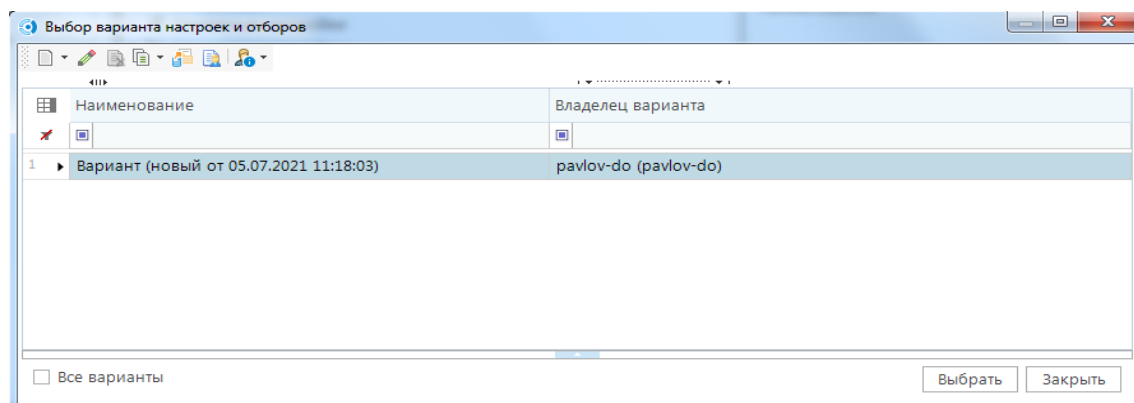 Выбор варианта настроек и отборов
Наименование Владелец варианта
1 Вариант (новый от 05.07.2021 11:18:03) pavlov-do (pavlov-do)
Все варианты Выбрать Закрыть